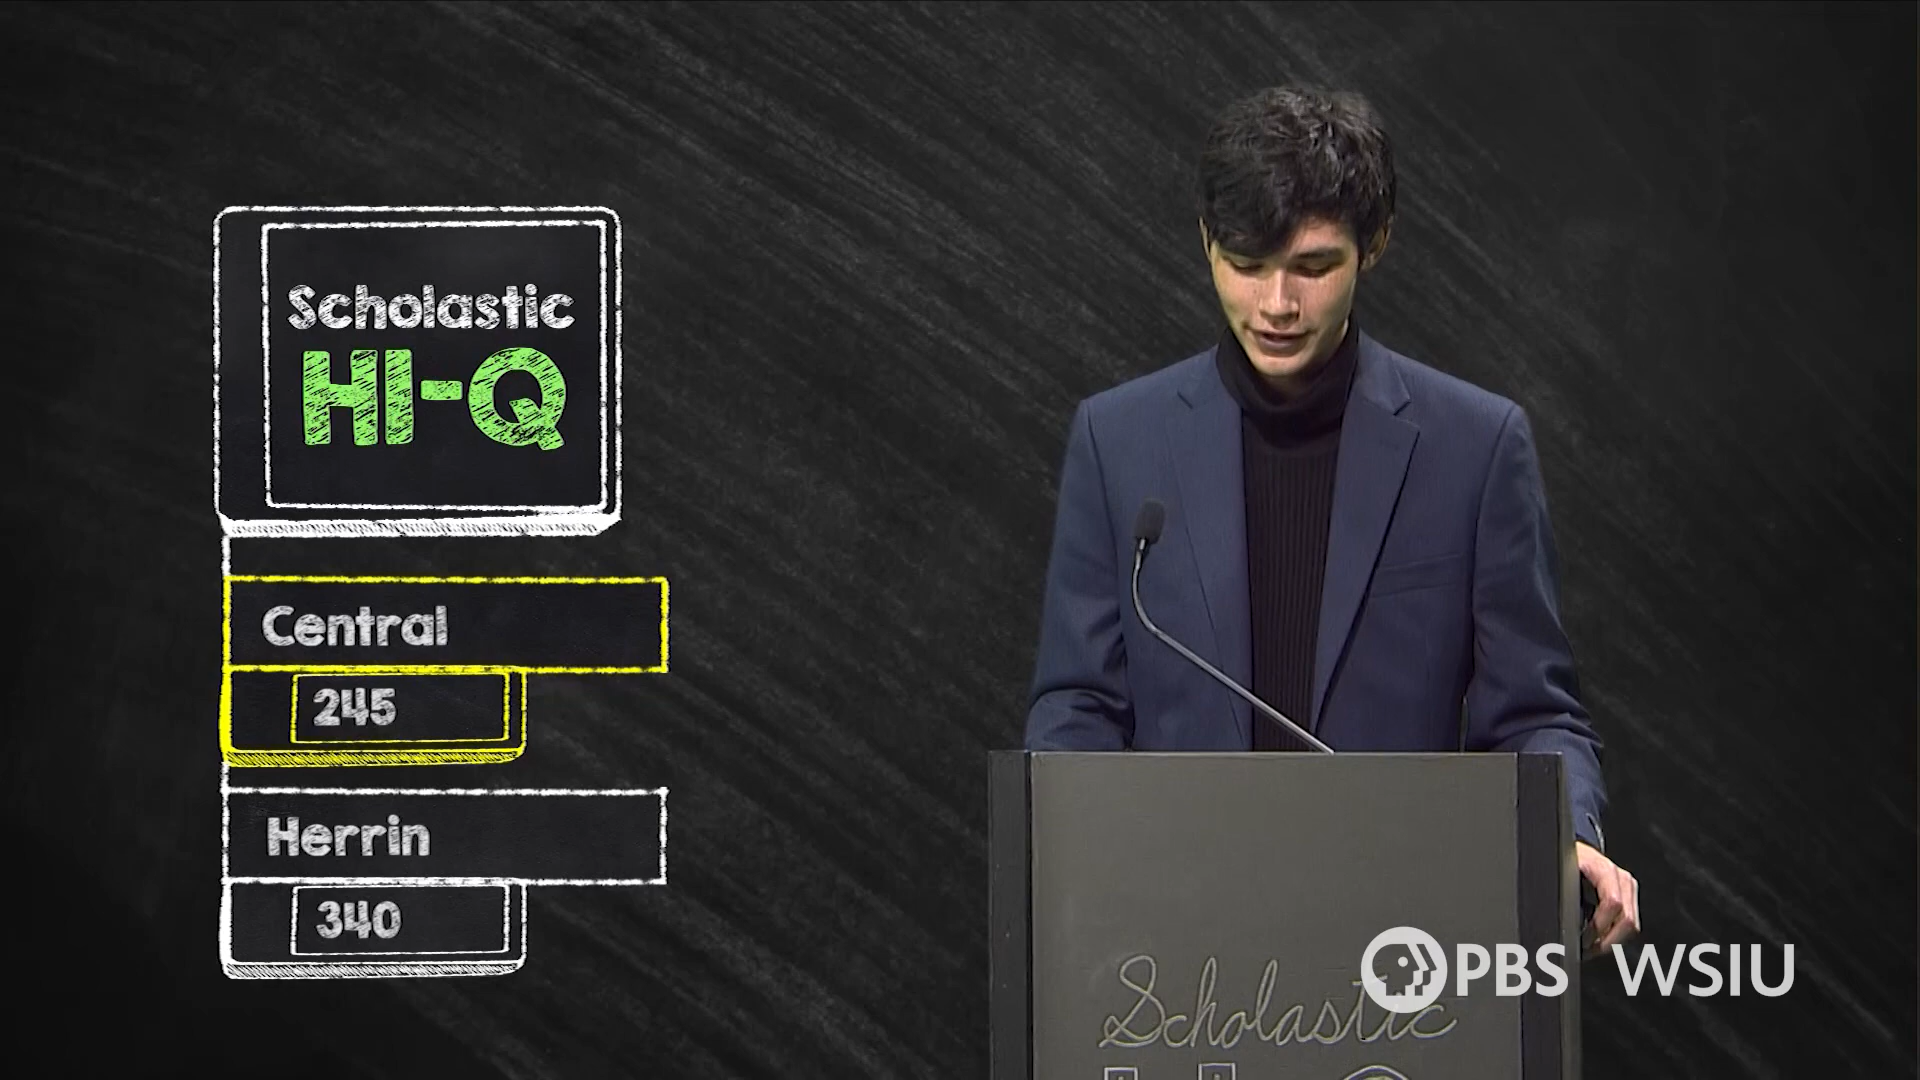 Scholastic
HI-Q
Central
245
Herrin
340
PBS WSIU
Scholastic